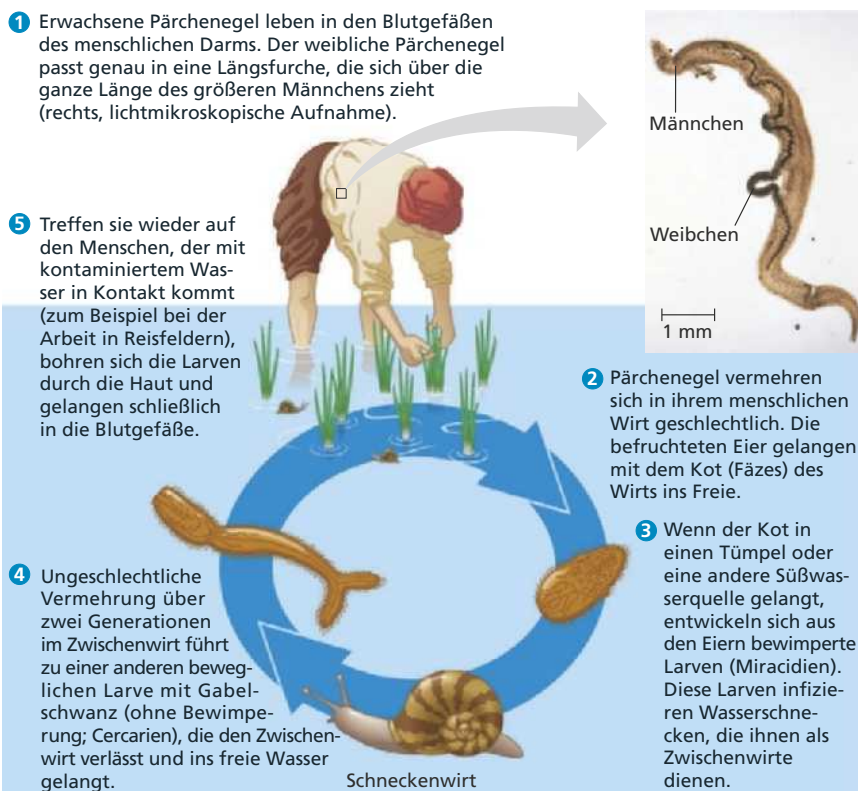 1 Erwachsene Pärchenegel leben in den Blutgefäßen
des menschlichen Darms. Der weibliche Pärchenegel
passt genau in eine Längsfurche, die sich über die
ganze Länge des größeren Männchens zieht
(rechts, lichtmikroskopische Aufnahme).
Männchen
Weibchen
1 mm
2 Pärchenegel vermehren
sich in ihrem menschlichen
Wirt geschlechtlich. Die
befruchteten Eier gelangen
mit dem Kot (Fäzes) des
Wirts ins Freie.
3 Wenn der Kot in
einen Tümpel oder
eine andere Süßwas-
serquelle gelangt,
entwickeln sich aus
den Eiern bewimperte
Larven (Miracidien).
Diese Larven infizie-
ren Wasserschne-
cken, die ihnen als
Zwischenwirte
dienen.
Schneckenwirt
4 Ungeschlechtliche
Vermehrung über
zwei Generationen
im Zwischenwirt führt
zu einer anderen beweg-
lichen Larve mit Gabel-
schwanz (ohne Bewimpe-
rung; Cercarien), die den Zwischen-
wirt verlässt und ins freie Wasser
gelangt.
5 Treffen sie wieder auf
den Menschen, der mit
kontaminiertem Was-
ser in Kontakt kommt
(zum Beispiel bei der
Arbeit in Reisfeldern),
bohren sich die Larven
durch die Haut und
gelangen schließlich
in die Blutgefäße.